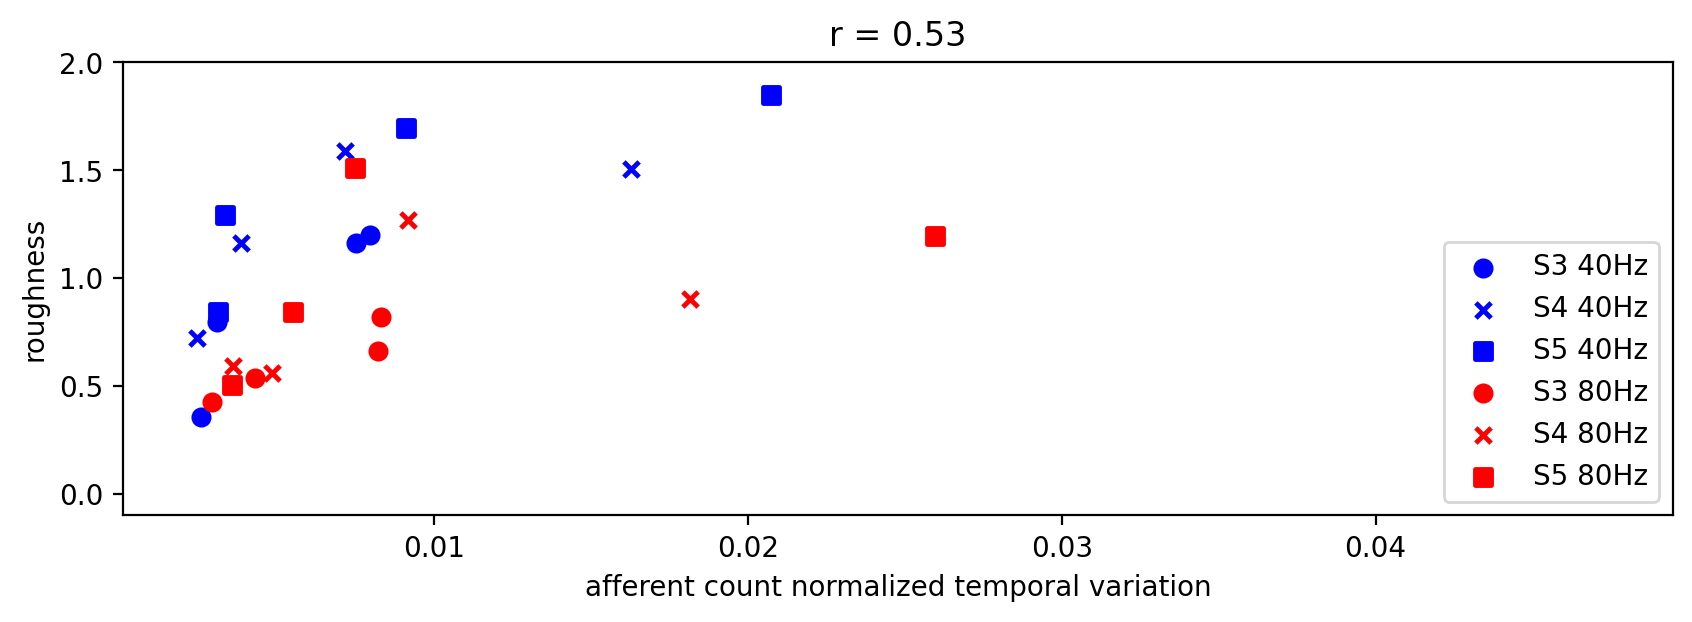 r = 0.53
2.0
1.5
1.0
0.5
0.0
roughness
S3 40Hz
S4 40Hz
S5 40Hz
S3 80Hz
S4 80Hz
S5 80Hz
0.01 0.02 0.03 0.04
afferent count normalized temporal variation